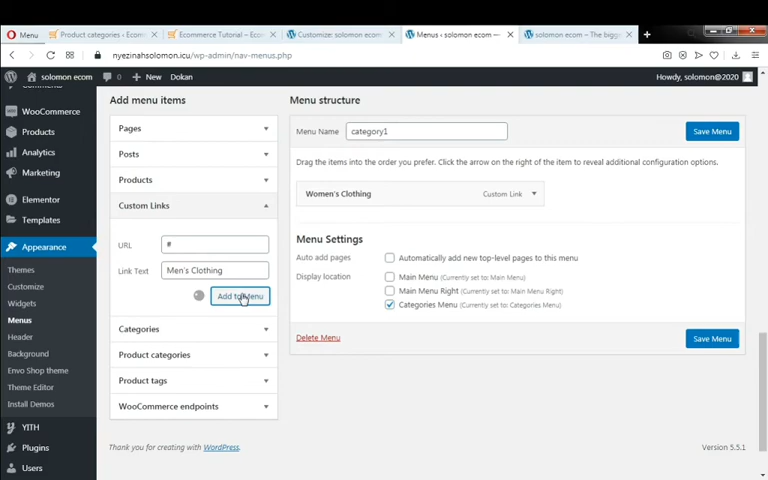 Menu
Product categories ‹ Ecom
Ecommerce Tutorial – Ecom
Customize: solomon ecom
Menus ‹ solomon ecom —
solomon ecom – The bigg
nyezinahsolomon.icu/wp-admin/nav-menus.php
solomon ecom
0
New
Dokan
Howdy, solomon@2020
WooCommerce
Products
Analytics
Marketing
Elementor
Templates
Appearance
Themes
Customize
Widgets
Menus
Header
Background
Envo Shop theme
Theme Editor
Install Demos
YITH
Plugins
Users
Add menu items
Pages
Posts
Products
Custom Links
URL
#
Link Text
Men's Clothing
Add to Menu
Categories
Product categories
Product tags
WooCommerce endpoints
Menu structure
Menu Name
category1
Save Menu
Drag the items into the order you prefer. Click the arrow on the right of the item to reveal additional configuration options.
Women's Clothing
Custom Link
Menu Settings
Auto add pages
Automatically add new top-level pages to this menu
Display location
Main Menu (Currently set to: Main Menu)
Main Menu Right (Currently set to: Main Menu Right)
Categories Menu (Currently set to: Categories Menu)
Delete Menu
Save Menu
Thank you for creating with WordPress.
Version 5.5.1